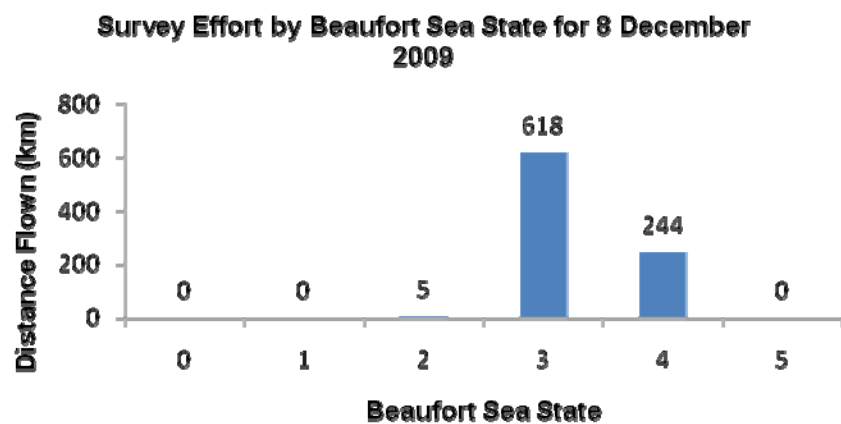 Survey Effort by Beaufort Sea State for 8 December
2009
Distance Flown (km)
800
600
400
200
0
0 0 5 618 244 0
0 1 2 3 4 5
Beaufort Sea State